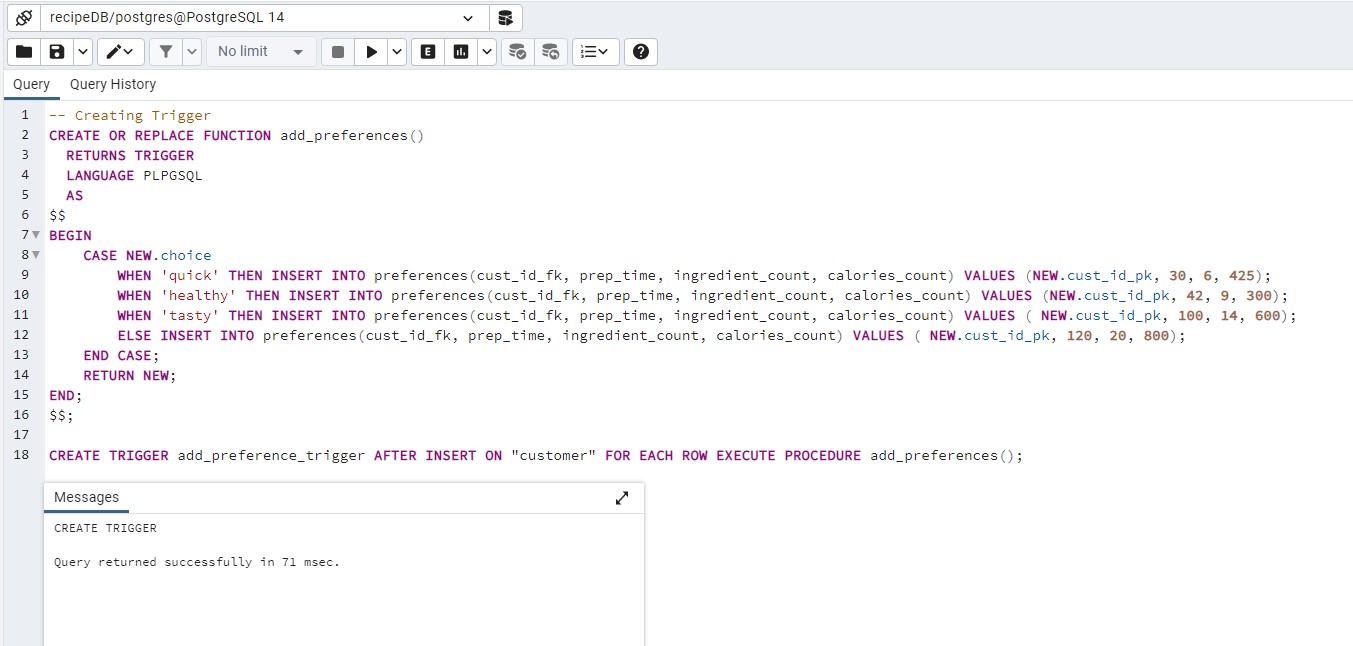 recipeDB/postgres@PostgreSQL 14
No limit
E
Query Query History
1 -- Creating Trigger
2 CREATE OR REPLACE FUNCTION add_preferences()
3 RETURNS TRIGGER
4 LANGUAGE PLPGSQL
5 AS
6 $$
7 BEGIN
8 CASE NEW.choice
9 WHEN 'quick' THEN INSERT INTO preferences(cust_id_fk, prep_time, ingredient_count, calories_count) VALUES (NEW.cust_id_pk, 30, 6, 425);
10 WHEN 'healthy' THEN INSERT INTO preferences(cust_id_fk, prep_time, ingredient_count, calories_count) VALUES (NEW.cust_id_pk, 42, 9, 300);
11 WHEN 'tasty' THEN INSERT INTO preferences(cust_id_fk, prep_time, ingredient_count, calories_count) VALUES ( NEW.cust_id_pk, 100, 14, 600);
12 ELSE INSERT INTO preferences(cust_id_fk, prep_time, ingredient_count, calories_count) VALUES ( NEW.cust_id_pk, 120, 20, 800);
13 END CASE;
14 RETURN NEW;
15 END;
16 $$;
17
18 CREATE TRIGGER add_preference_trigger AFTER INSERT ON "customer" FOR EACH ROW EXECUTE PROCEDURE add_preferences();
Messages
CREATE TRIGGER
Query returned successfully in 71 msec.